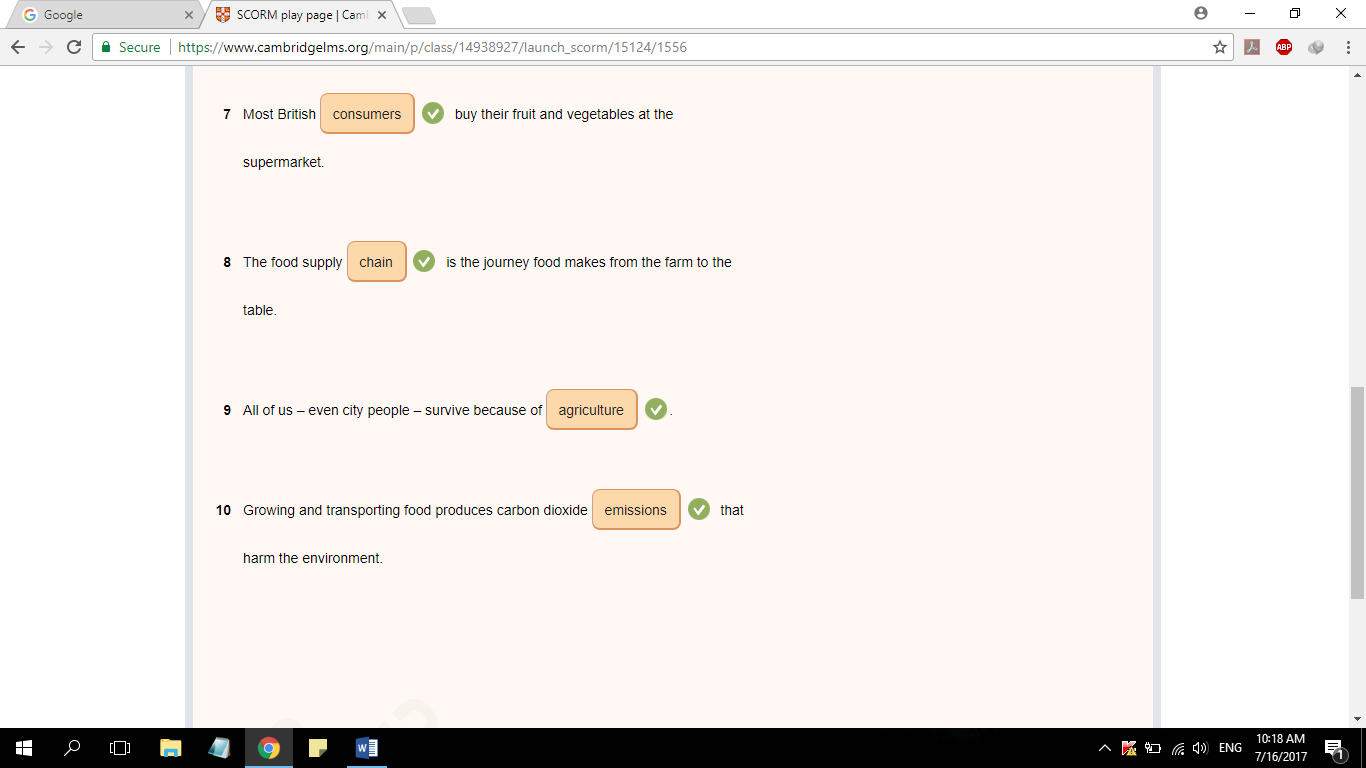 Google
SCORM play page | Cam
Secure | https://www.cambridgelms.org/main/p/class/14938927/launch_scorm/15124/1556
ABP
7 Most British consumers buy their fruit and vegetables at the
supermarket.
8 The food supply chain is the journey food makes from the farm to the
table.
9 All of us – even city people – survive because of agriculture .
10 Growing and transporting food produces carbon dioxide emissions that
harm the environment.
ENG
10:18 AM
7/16/2017
1